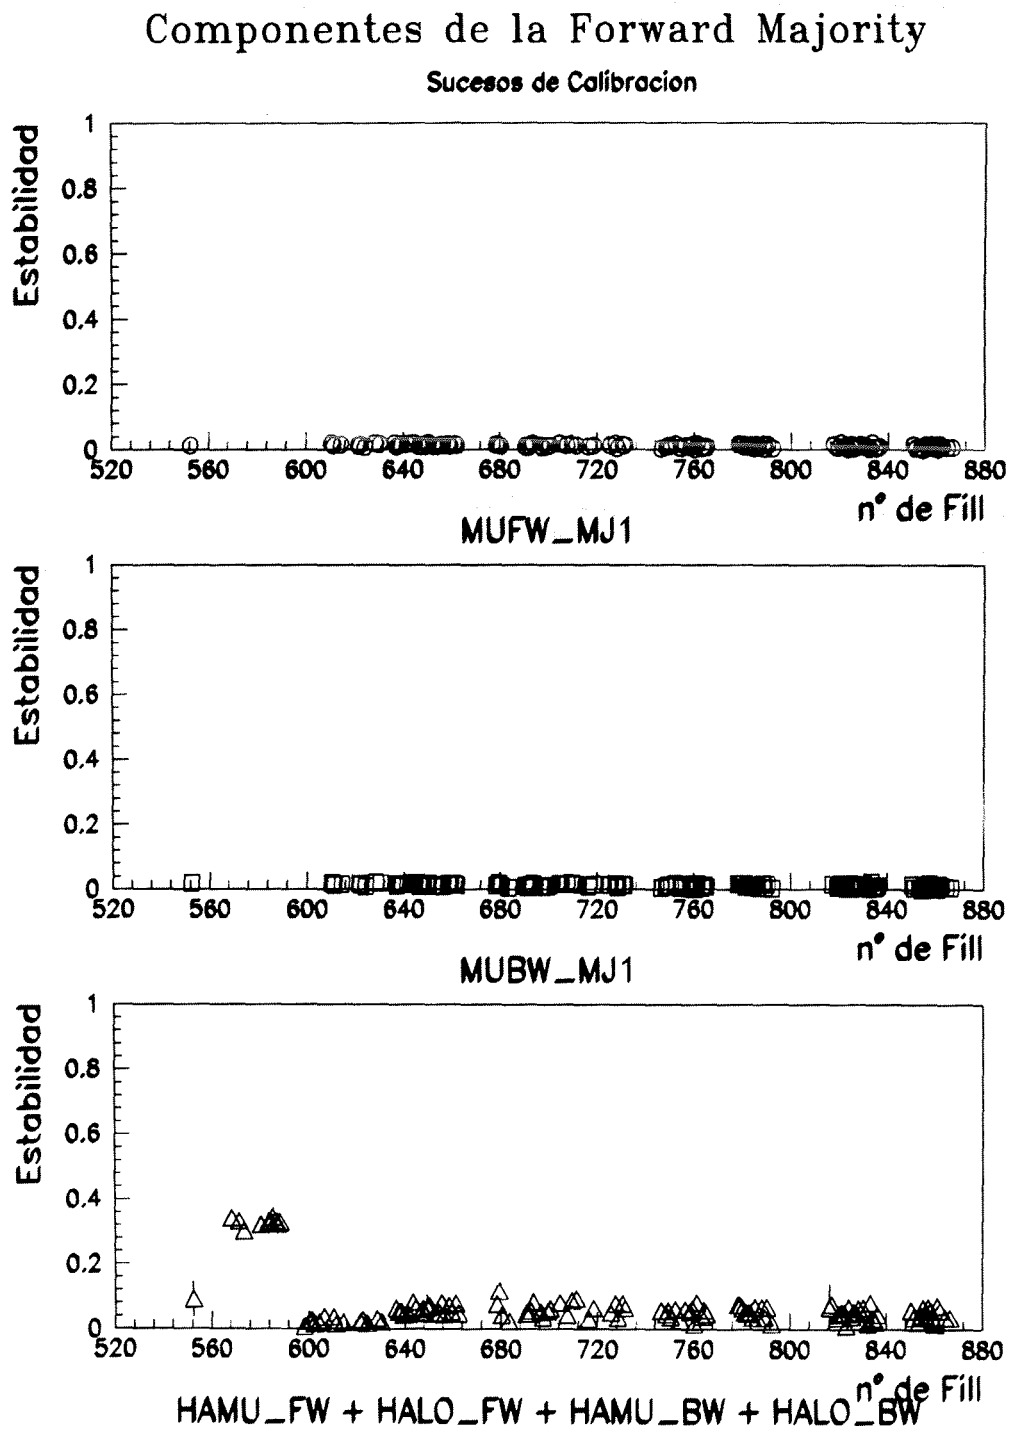 Componentes de la Forward Majority
Sucesos de Calibracion
Estabilidad
1
0.8
0.6
0.4
0.2
0
520 560 600 640 680 720 760 800 840 880
n° de Fill
MUFW_MJ1
Estabilidad
1
0.8
0.6
0.4
0.2
0
520 560 600 640 680 720 760 800 840 880
n° de Fill
MUBW_MJ1
Estabilidad
1
0.8
0.6
0.4
0.2
0
520 560 600 640 680 720 760 800 840 880
n° de Fill
HAMU_FW + HALO_FW + HAMU_BW + HALO_BW